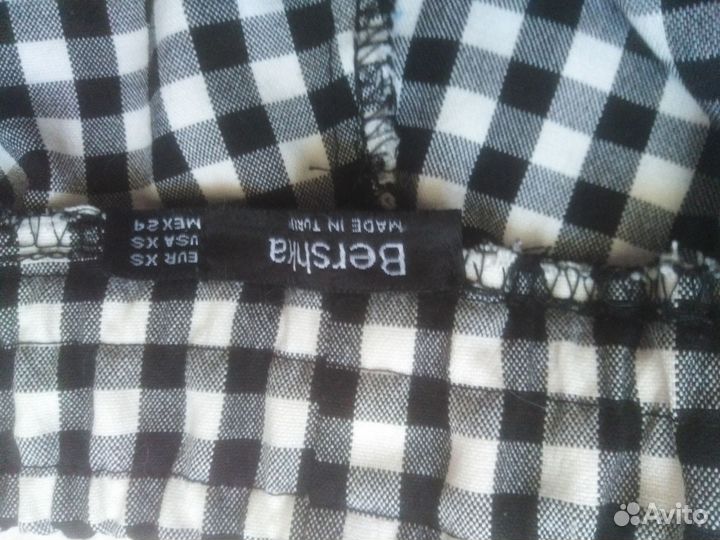 Bershka
MADE IN
EUR XS
USA XS
MEX 24
Avito